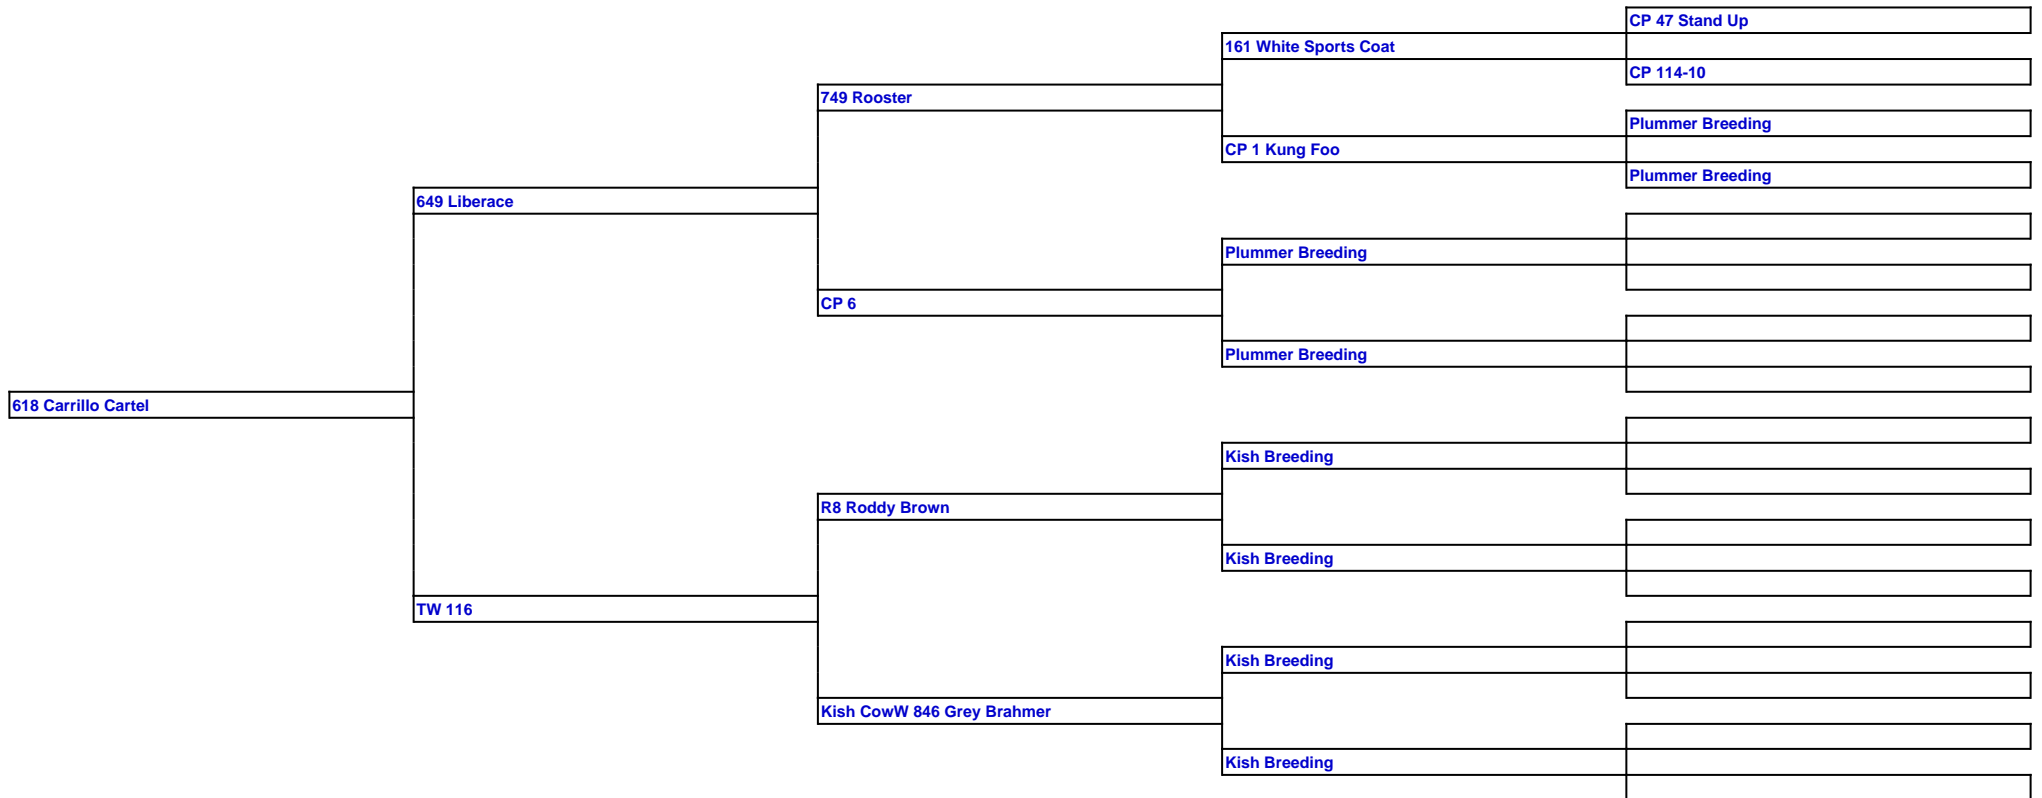 CP 47 Stand Up
161 White Sports Coat
CP 114-10
749 Rooster
Plummer Breeding
CP 1 Kung Foo
Plummer Breeding
649 Liberace
Plummer Breeding
CP 6
Plummer Breeding
618 Carrillo Cartel
Kish Breeding
R8 Roddy Brown
Kish Breeding
TW 116
Kish Breeding
Kish CowW 846 Grey Brahmer
Kish Breeding